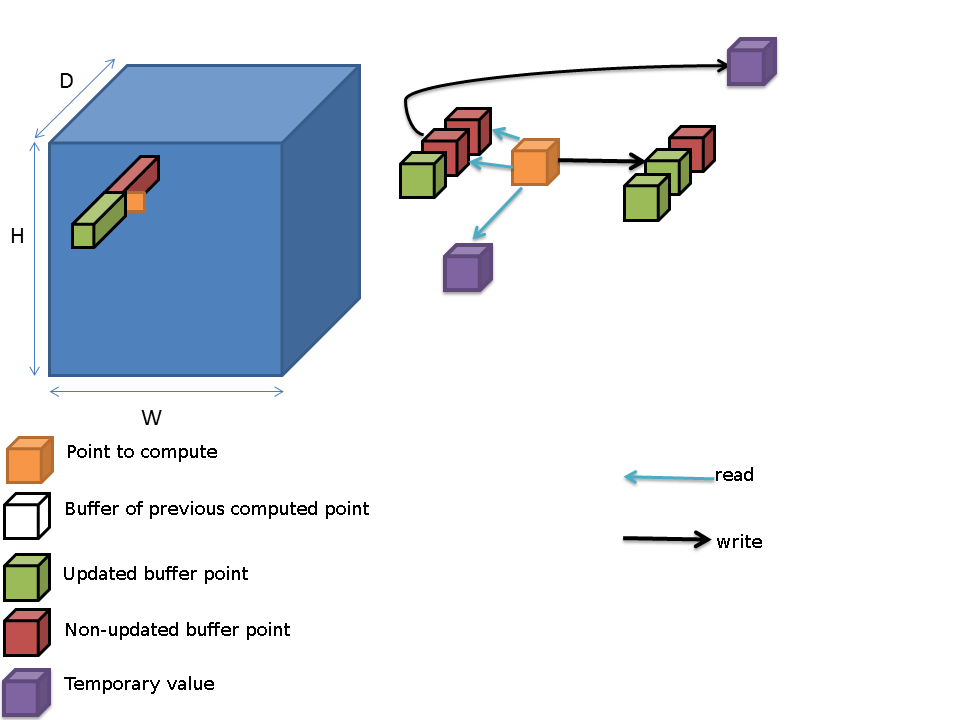 D
H
W
Point to compute
Buffer of previous computed point
read
write
Updated buffer point
Non-updated buffer point
Temporary value